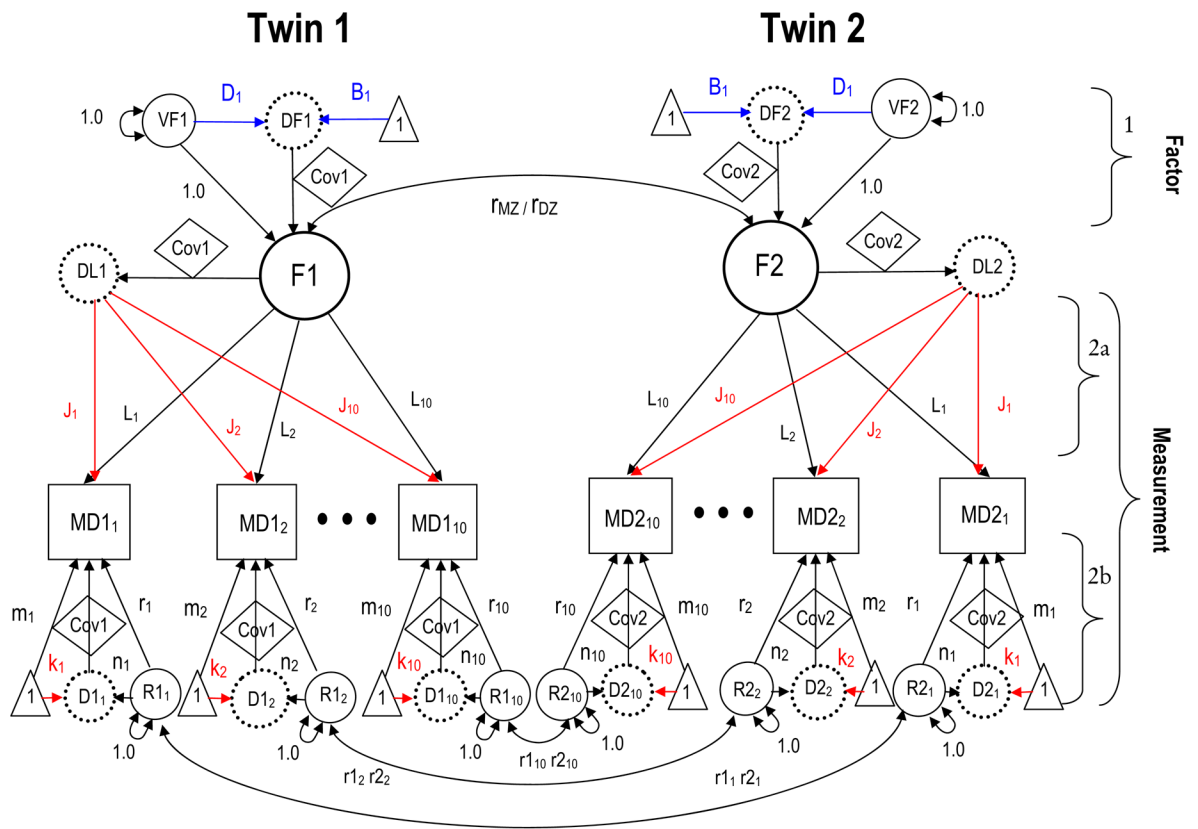 Twin 1 Twin 2
D1 B1 B1 D1
1.0 VF1 DF1 1 1 DF2 VF2 1.0
1
Factor
1.0 Cov1 Cov2 1.0
rMZ / rDZ
Cov1 Cov2
DL1 F1 F2 DL2
2a
J1 L1 J2 L2 J10 L10 L10 J10 L2 J2 L1 J1
Measurement
MD11 MD12 MD110 MD210 MD22 MD21
2b
m1 r1 m2 r2 m10 r10 r10 m10 r2 m2 r1 m1
Cov1 Cov1 Cov1 Cov2 Cov2 Cov2
k1 n1 k2 n2 k10 n10 n10 k10 n2 k2 n1 k1
1 D11 R11 1 D12 R12 1 D110 R110 R210 D210 1 R22 D22 1 R21 D21 1
1.0 1.0 1.0 1.0 1.0 1.0
r110 r210
r12 r22 r11 r21